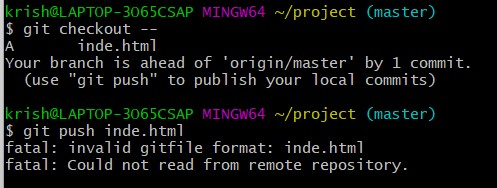 krish@LAPTOP-3O65CSAP MINGW64 ~/project (master)
$ git checkout --
A       inde.html
Your branch is ahead of 'origin/master' by 1 commit.
  (use "git push" to publish your local commits)

krish@LAPTOP-3O65CSAP MINGW64 ~/project (master)
$ git push inde.html
fatal: invalid gitfile format: inde.html
fatal: Could not read from remote repository.